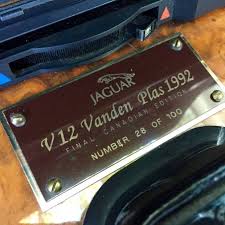 JAGUAR
V12 Vanden Plas 1992
FINAL CANADIAN EDITION
NUMBER 28 OF 100